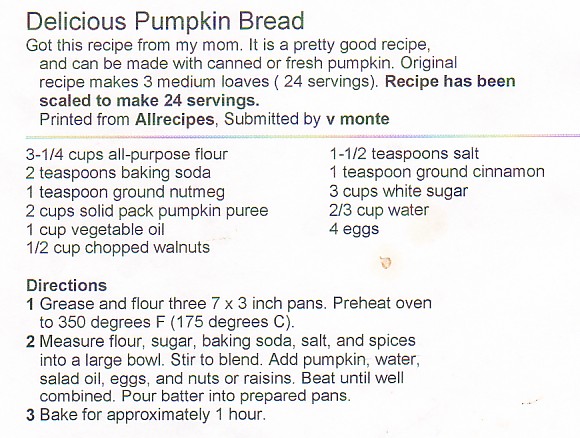 Delicious Pumpkin Bread
Got this recipe from my mom. It is a pretty good recipe,
and can be made with canned or fresh pumpkin. Original
recipe makes 3 medium loaves ( 24 servings). Recipe has been
scaled to make 24 servings.
Printed from Allrecipes, Submitted by v monte
3-1/4 cups all-purpose flour
2 teaspoons baking soda
1 teaspoon ground nutmeg
2 cups solid pack pumpkin puree
1 cup vegetable oil
1/2 cup chopped walnuts
1-1/2 teaspoons salt
1 teaspoon ground cinnamon
3 cups white sugar
2/3 cup water
4 eggs
Directions
1 Grease and flour three 7 x 3 inch pans. Preheat oven
to 350 degrees F (175 degrees C).
2 Measure flour, sugar, baking soda, salt, and spices
into a large bowl. Stir to blend. Add pumpkin, water,
salad oil, eggs, and nuts or raisins. Beat until well
combined. Pour batter into prepared pans.
3 Bake for approximately 1 hour.